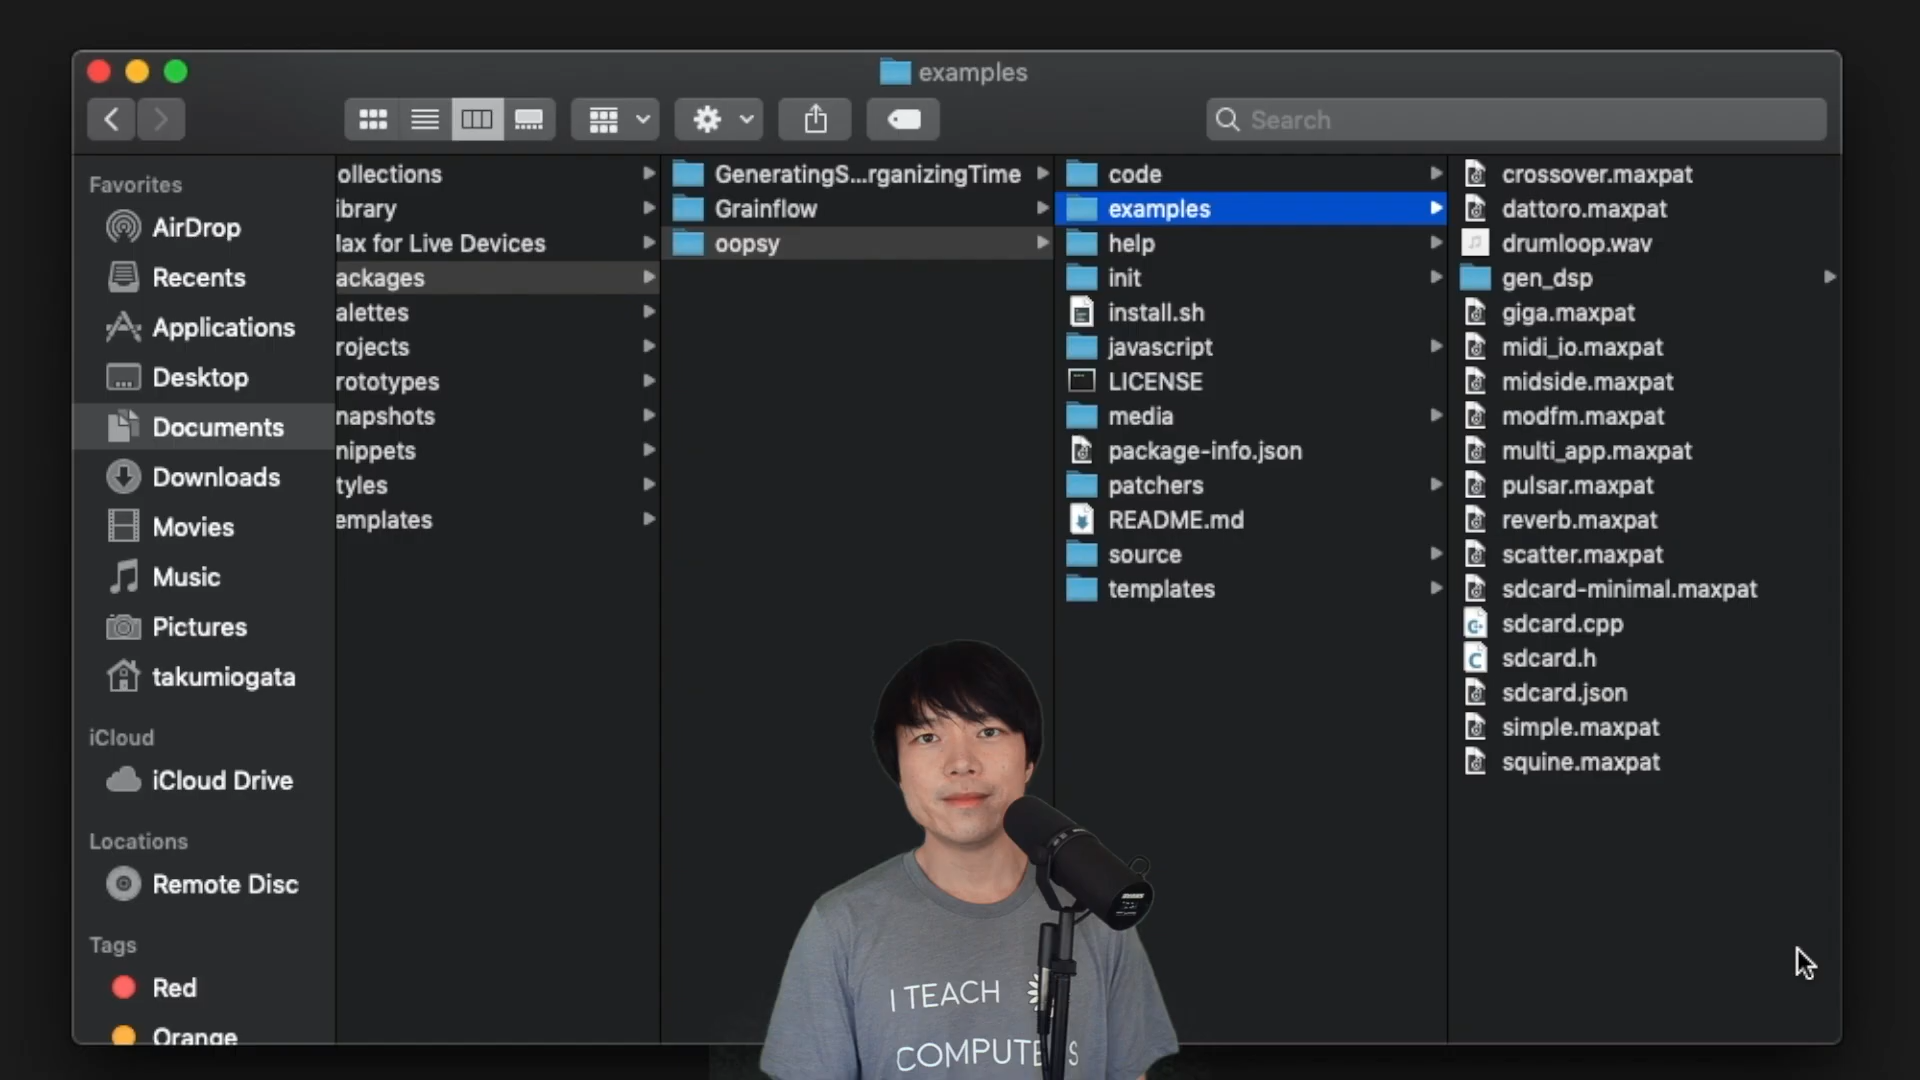 examples
Search
Favorites
AirDrop
Recents
Applications
Desktop
Documents
Downloads
Movies
Music
Pictures
takumiogata
iCloud
iCloud Drive
Locations
Remote Disc
Tags
Red
Orange
ollections
ibrary
lax for Live Devices
ackages
alettes
rojects
rototypes
napshots
nippets
tyles
emplates
GeneratingS...rganizingTime
Grainflow
oopsy
code
examples
help
init
install.sh
javascript
LICENSE
media
package-info.json
patchers
README.md
source
templates
crossover.maxpat
dattoro.maxpat
drumloop.wav
gen_dsp
giga.maxpat
midi_io.maxpat
midside.maxpat
modfm.maxpat
multi_app.maxpat
pulsar.maxpat
reverb.maxpat
scatter.maxpat
sdcard-minimal.maxpat
sdcard.cpp
sdcard.h
sdcard.json
simple.maxpat
squine.maxpat
I TEACH
COMPUTE S